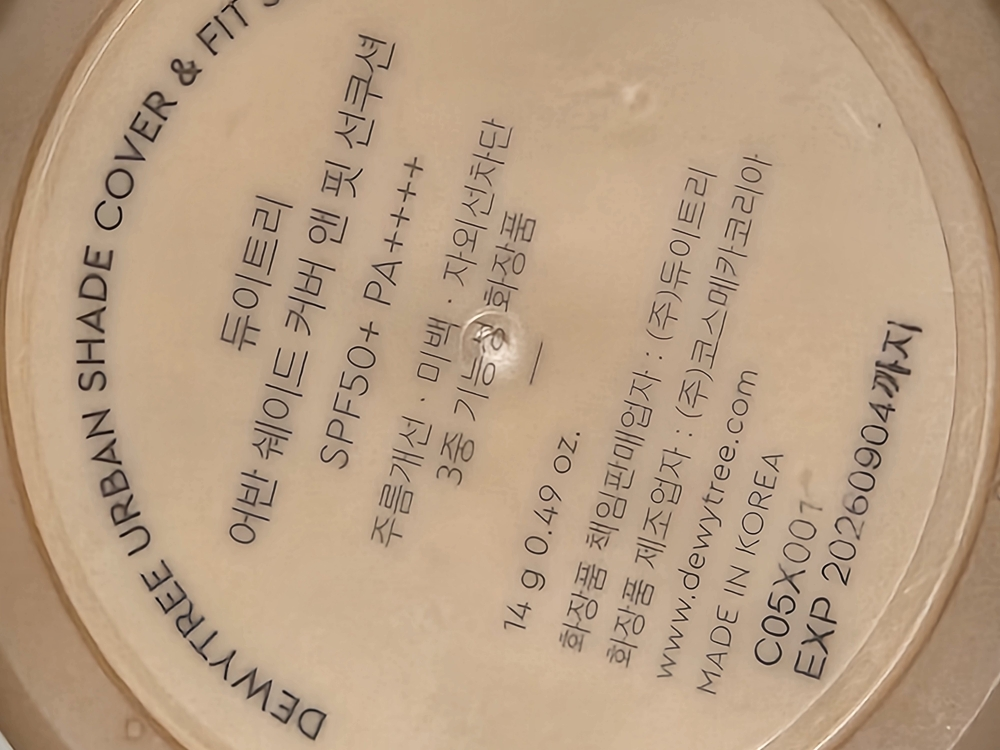 DEWYTREE URBAN SHADE COVER & FIT
듀이트리
어반 쉐이드 커버 앤 핏 선쿠션
SPF50+ PA++++
주름개선 · 미백 · 자외선차단
3중 기능성 화장품
14 g 0.49 oz.
화장품 책임판매업자 : (주)듀이트리
화장품 제조업자 : (주)코스메카코리아
www.dewytree.com
MADE IN KOREA
C05X001
EXP 20260904까지